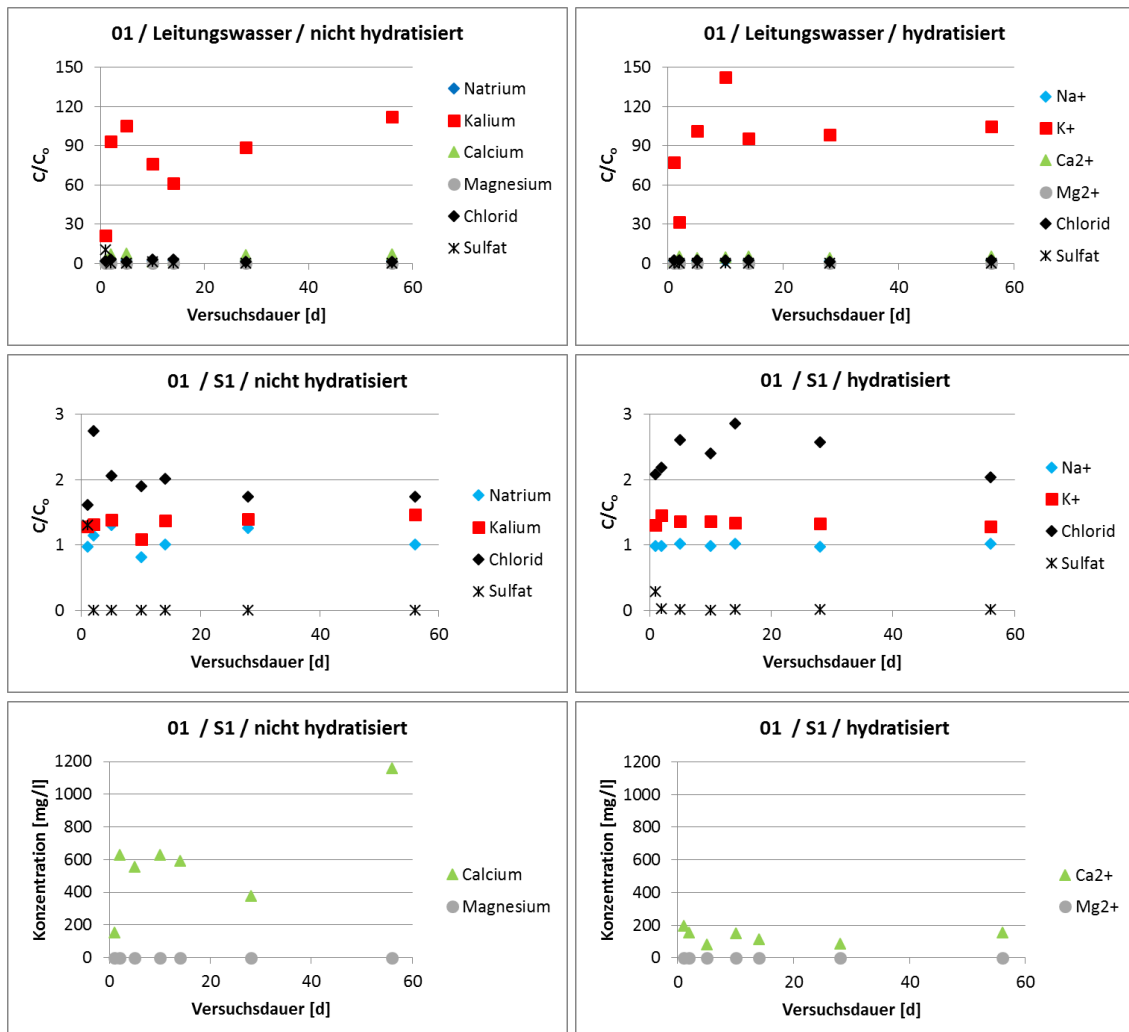 01 / Leitungswasser / nicht hydratisiert
150
120
90
60
30
0
C/Co
0 20 40 60
Versuchsdauer [d]
Natrium
Kalium
Calcium
Magnesium
Chlorid
Sulfat
01 / Leitungswasser / hydratisiert
150
120
90
60
30
0
C/Co
0 20 40 60
Versuchsdauer [d]
Na+
K+
Ca2+
Mg2+
Chlorid
Sulfat
01 / S1 / nicht hydratisiert
3
2
1
0
C/Co
0 20 40 60
Versuchsdauer [d]
Natrium
Kalium
Chlorid
Sulfat
01 / S1 / hydratisiert
3
2
1
0
C/Co
0 20 40 60
Versuchsdauer [d]
Na+
K+
Chlorid
Sulfat
01 / S1 / nicht hydratisiert
1200
1000
800
600
400
200
0
Konzentration [mg/l]
0 20 40 60
Versuchsdauer [d]
Calcium
Magnesium
01 / S1 / hydratisiert
1200
1000
800
600
400
200
0
Konzentration [mg/l]
0 20 40 60
Versuchsdauer [d]
Ca2+
Mg2+